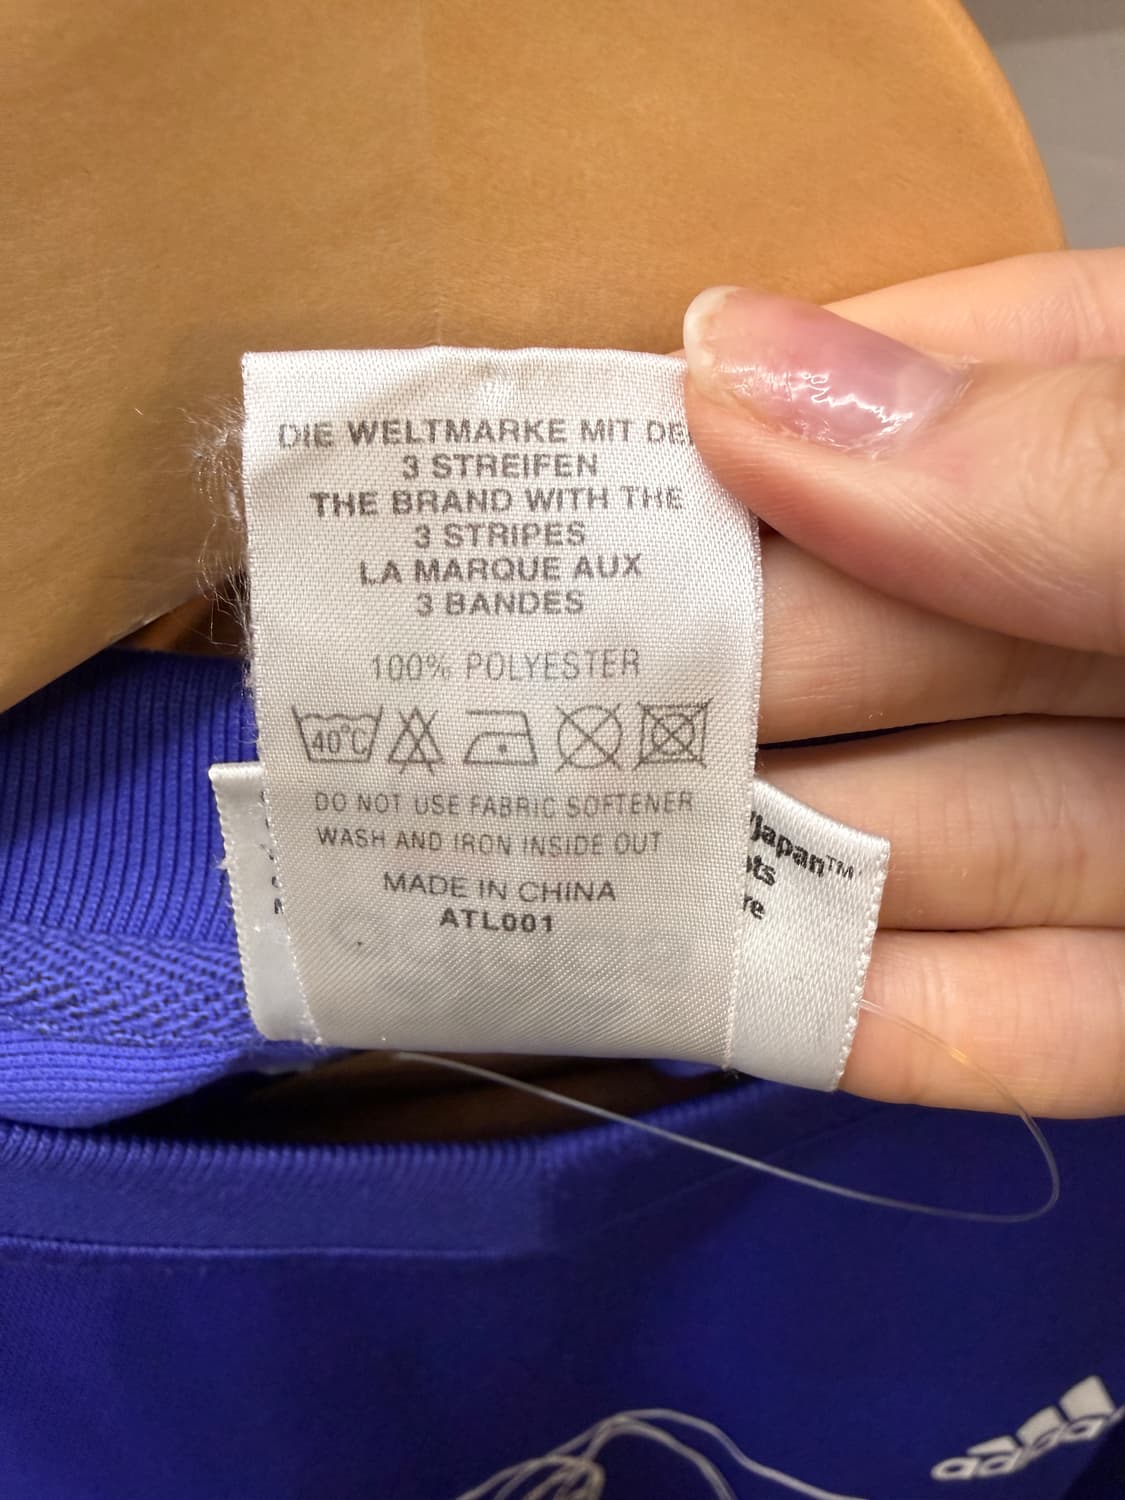 DIE WELTMARKE MIT
3 STREIFEN
THE BRAND WITH THE
3 STRIPES
LA MARQUE AUX
3 BANDES
100% POLYESTER
40°C
DO NOT USE FABRIC SOFTENER
WASH AND IRON INSIDE OUT
MADE IN CHINA
ATL001
Japan™
adidas